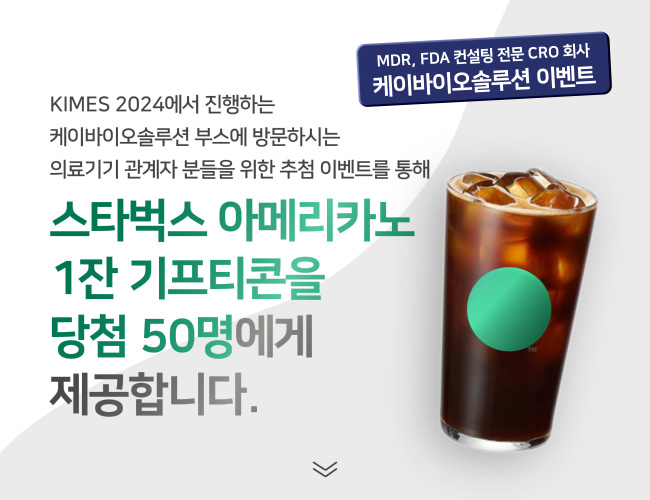 MDR, FDA 컨설팅 전문 CRO 회사
케이바이오솔루션 이벤트
KIMES 2024에서 진행하는
케이바이오솔루션 부스에 방문하시는
의료기기 관계자 분들을 위한 추첨 이벤트를 통해
스타벅스 아메리카노
1잔 기프티콘을
당첨 50명에게
제공합니다.
TM